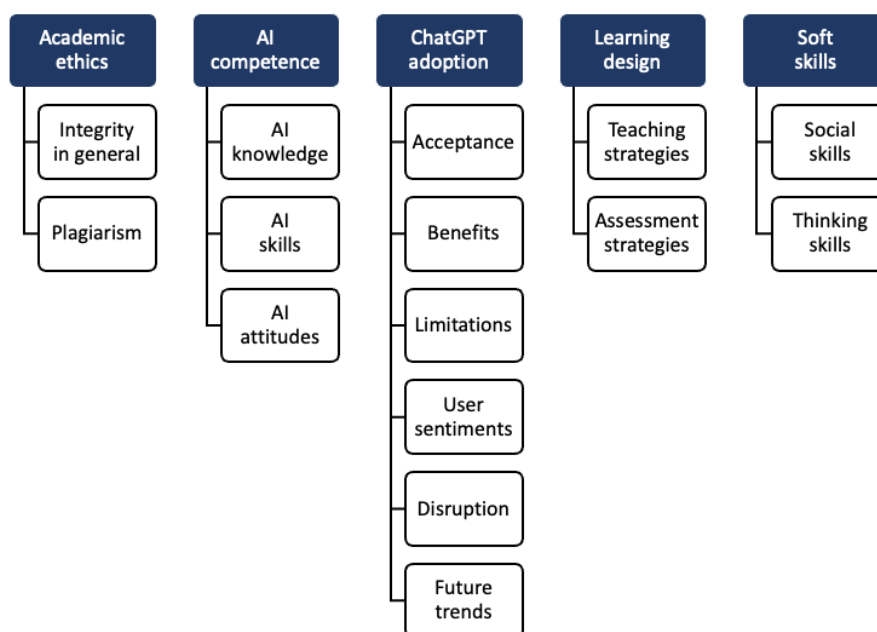 Academic
ethics
Integrity
in general
Plagiarism
AI
competence
AI
knowledge
AI
skills
AI
attitudes
ChatGPT
adoption
Acceptance
Benefits
Limitations
User
sentiments
Disruption
Future
trends
Learning
design
Teaching
strategies
Assessment
strategies
Soft
skills
Social
skills
Thinking
skills